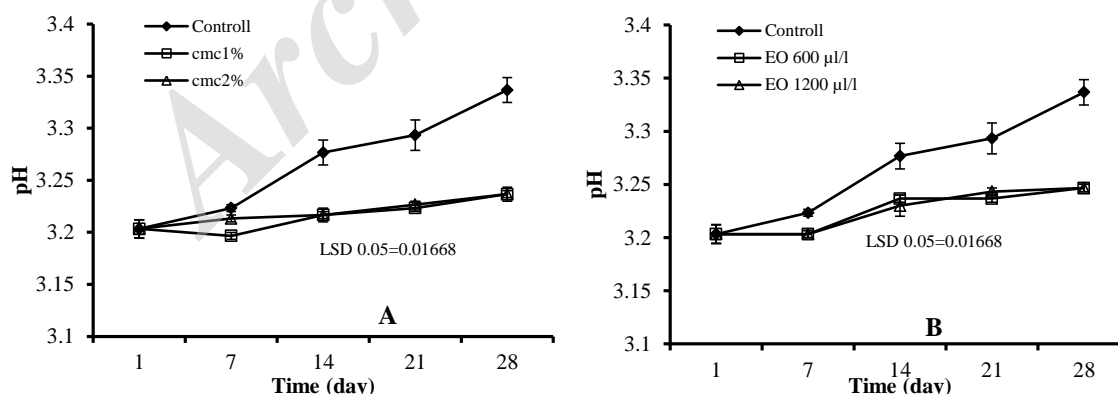 3.4
3.35
3.3
3.25
3.2
3.15
3.1
pH
Controll
cmc1%
cmc2%
LSD 0.05=0.01668
A
1 7 14 21 28
Time (day)
3.4
3.35
3.3
3.25
3.2
3.15
3.1
pH
Controll
EO 600 µl/l
EO 1200 µl/l
LSD 0.05=0.01668
B
1 7 14 21 28
Time (day)